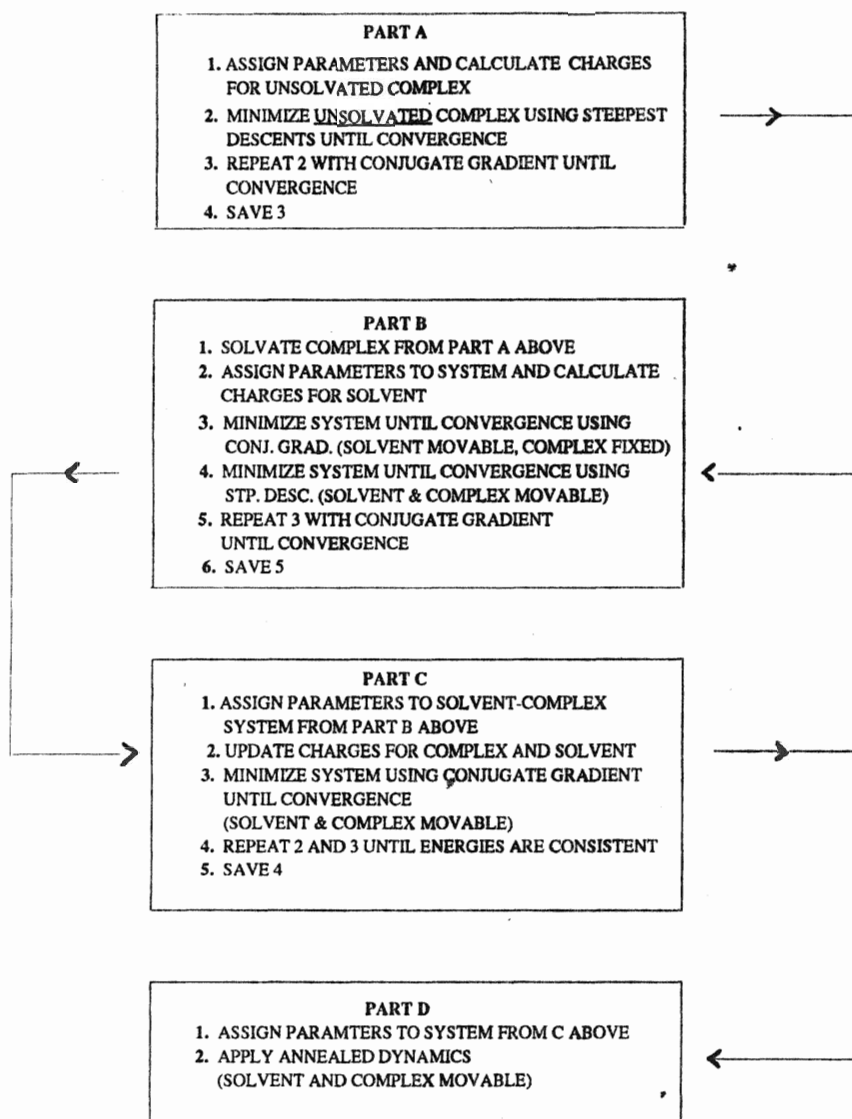 PART A
1. ASSIGN PARAMETERS AND CALCULATE CHARGES
FOR UNSOLVATED COMPLEX
2. MINIMIZE UNSOLVATED COMPLEX USING STEEPEST
DESCENTS UNTIL CONVERGENCE
3. REPEAT 2 WITH CONJUGATE GRADIENT UNTIL
CONVERGENCE
4. SAVE 3
PART B
1. SOLVATE COMPLEX FROM PART A ABOVE
2. ASSIGN PARAMETERS TO SYSTEM AND CALCULATE
CHARGES FOR SOLVENT
3. MINIMIZE SYSTEM UNTIL CONVERGENCE USING
CONJ. GRAD. (SOLVENT MOVABLE, COMPLEX FIXED)
4. MINIMIZE SYSTEM UNTIL CONVERGENCE USING
STP. DESC. (SOLVENT & COMPLEX MOVABLE)
5. REPEAT 3 WITH CONJUGATE GRADIENT
UNTIL CONVERGENCE
6. SAVE 5
PART C
1. ASSIGN PARAMETERS TO SOLVENT-COMPLEX
SYSTEM FROM PART B ABOVE
2. UPDATE CHARGES FOR COMPLEX AND SOLVENT
3. MINIMIZE SYSTEM USING CONJUGATE GRADIENT
UNTIL CONVERGENCE
(SOLVENT & COMPLEX MOVABLE)
4. REPEAT 2 AND 3 UNTIL ENERGIES ARE CONSISTENT
5. SAVE 4
PART D
1. ASSIGN PARAMTERS TO SYSTEM FROM C ABOVE
2. APPLY ANNEALED DYNAMICS
(SOLVENT AND COMPLEX MOVABLE)